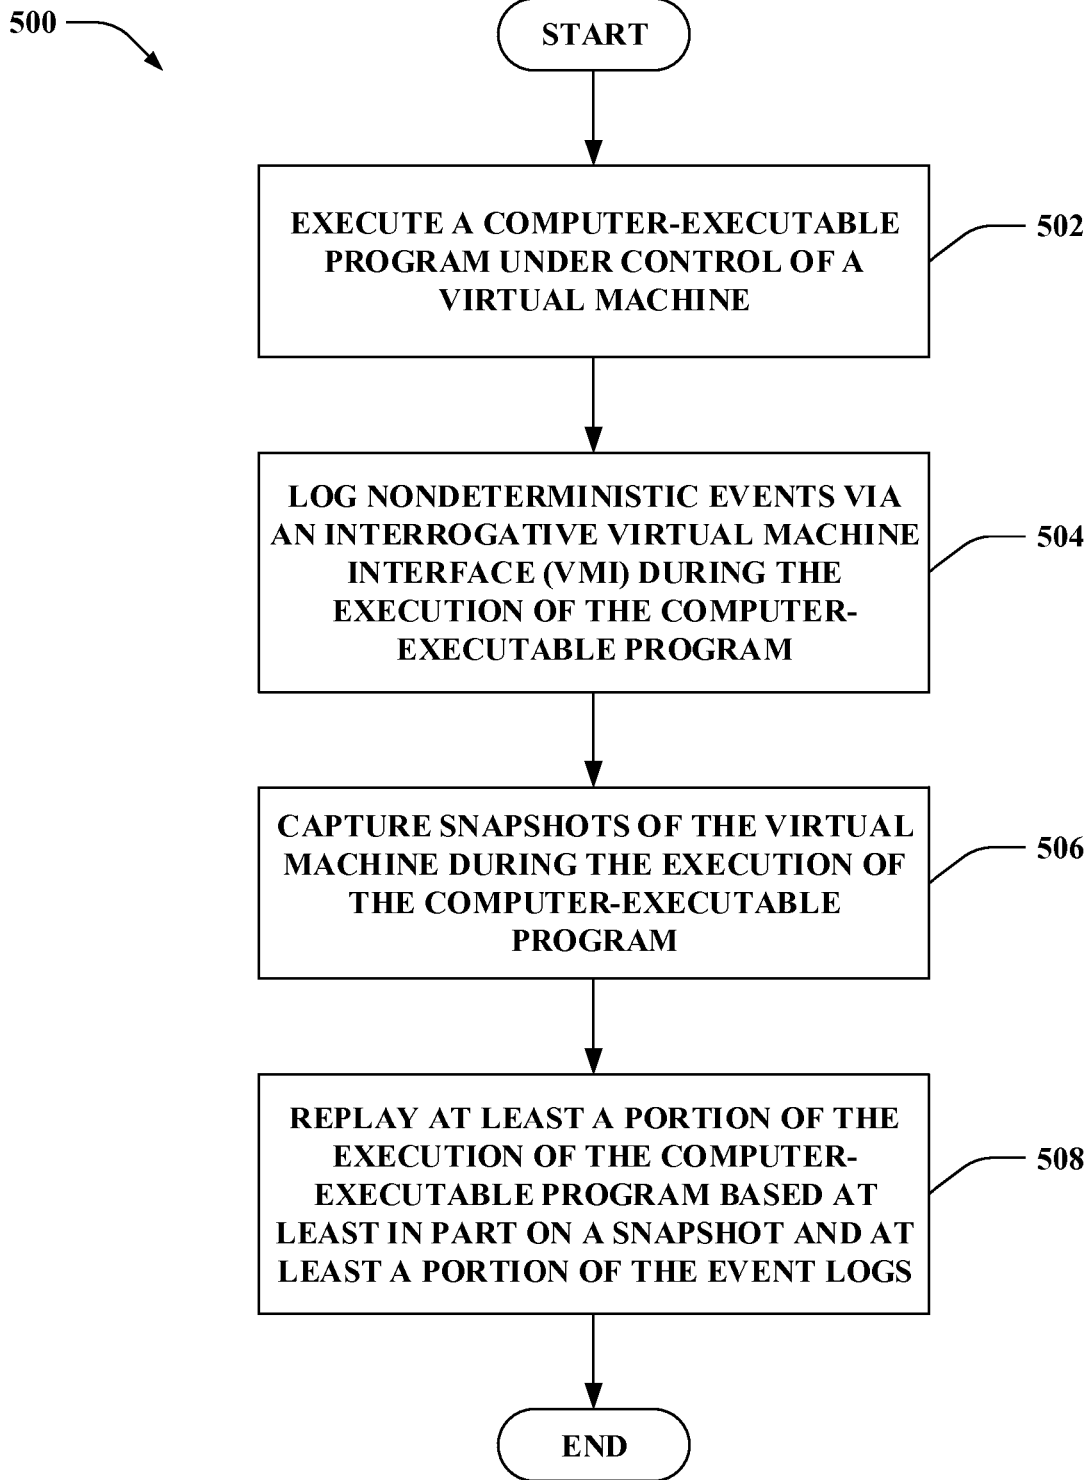 500
START
EXECUTE A COMPUTER-EXECUTABLE
PROGRAM UNDER CONTROL OF A
VIRTUAL MACHINE
502
LOG NONDETERMINISTIC EVENTS VIA
AN INTERROGATIVE VIRTUAL MACHINE
INTERFACE (VMI) DURING THE
EXECUTION OF THE COMPUTER-
EXECUTABLE PROGRAM
504
CAPTURE SNAPSHOTS OF THE VIRTUAL
MACHINE DURING THE EXECUTION OF
THE COMPUTER-EXECUTABLE
PROGRAM
506
REPLAY AT LEAST A PORTION OF THE
EXECUTION OF THE COMPUTER-
EXECUTABLE PROGRAM BASED AT
LEAST IN PART ON A SNAPSHOT AND AT
LEAST A PORTION OF THE EVENT LOGS
508
END